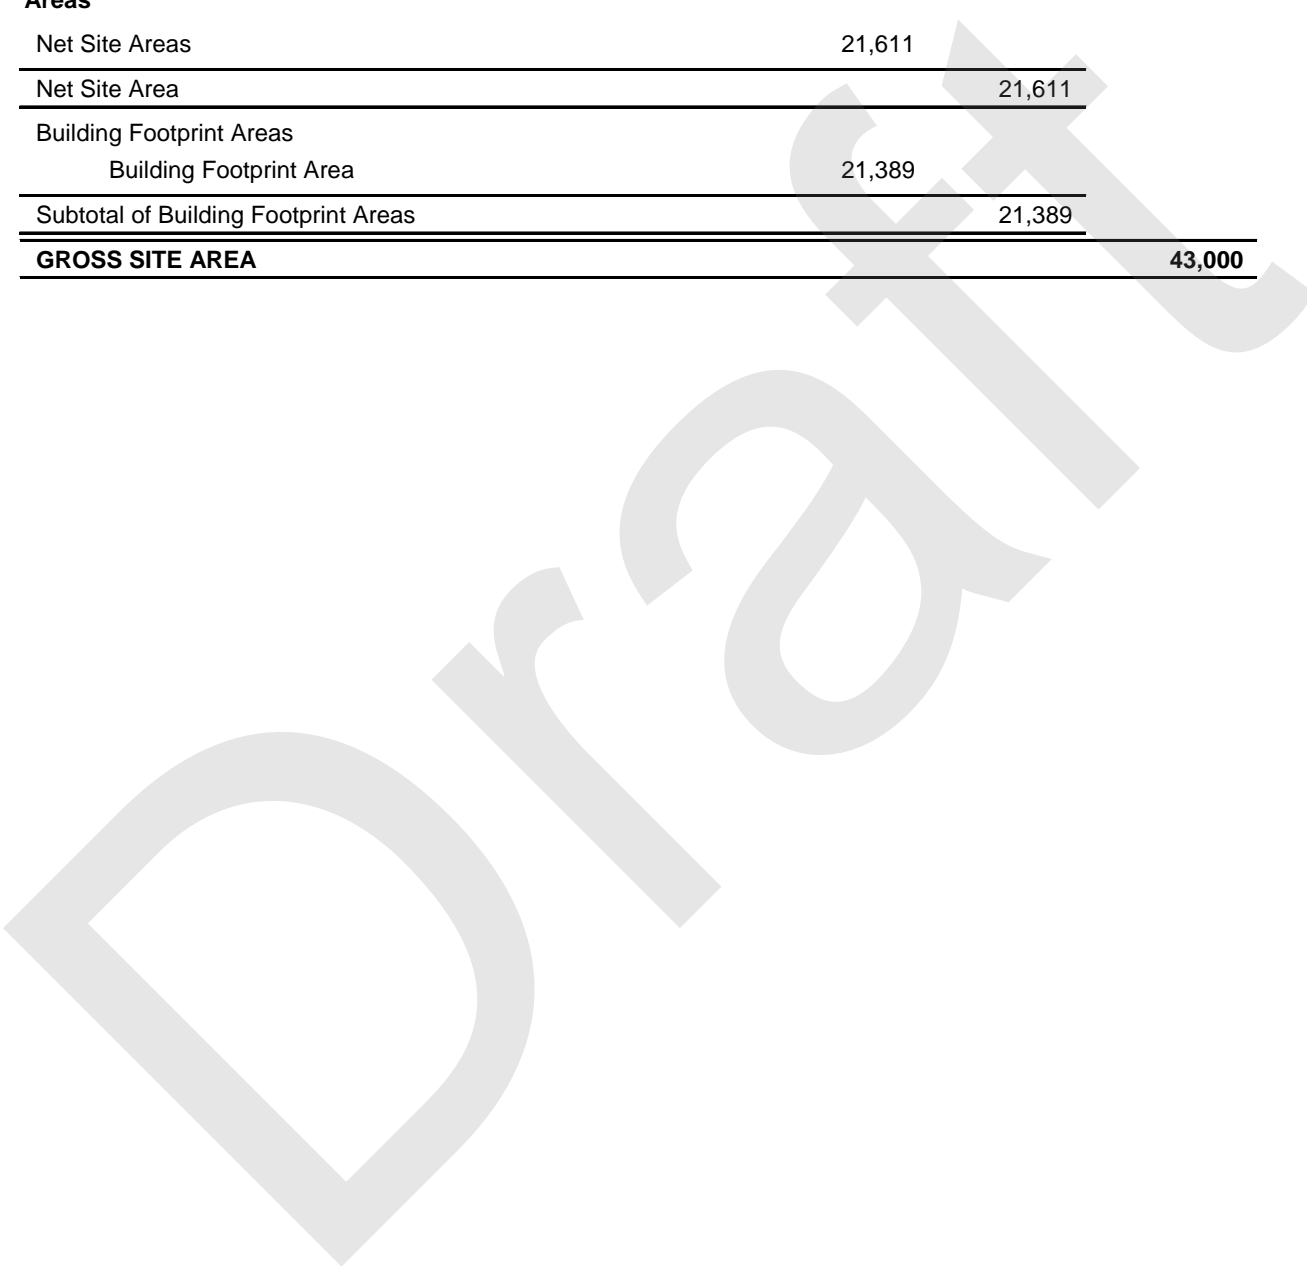 Areas
Net Site Areas 21,611
Net Site Area 21,611
Building Footprint Areas
Building Footprint Area 21,389
Subtotal of Building Footprint Areas 21,389
GROSS SITE AREA 43,000
Draft